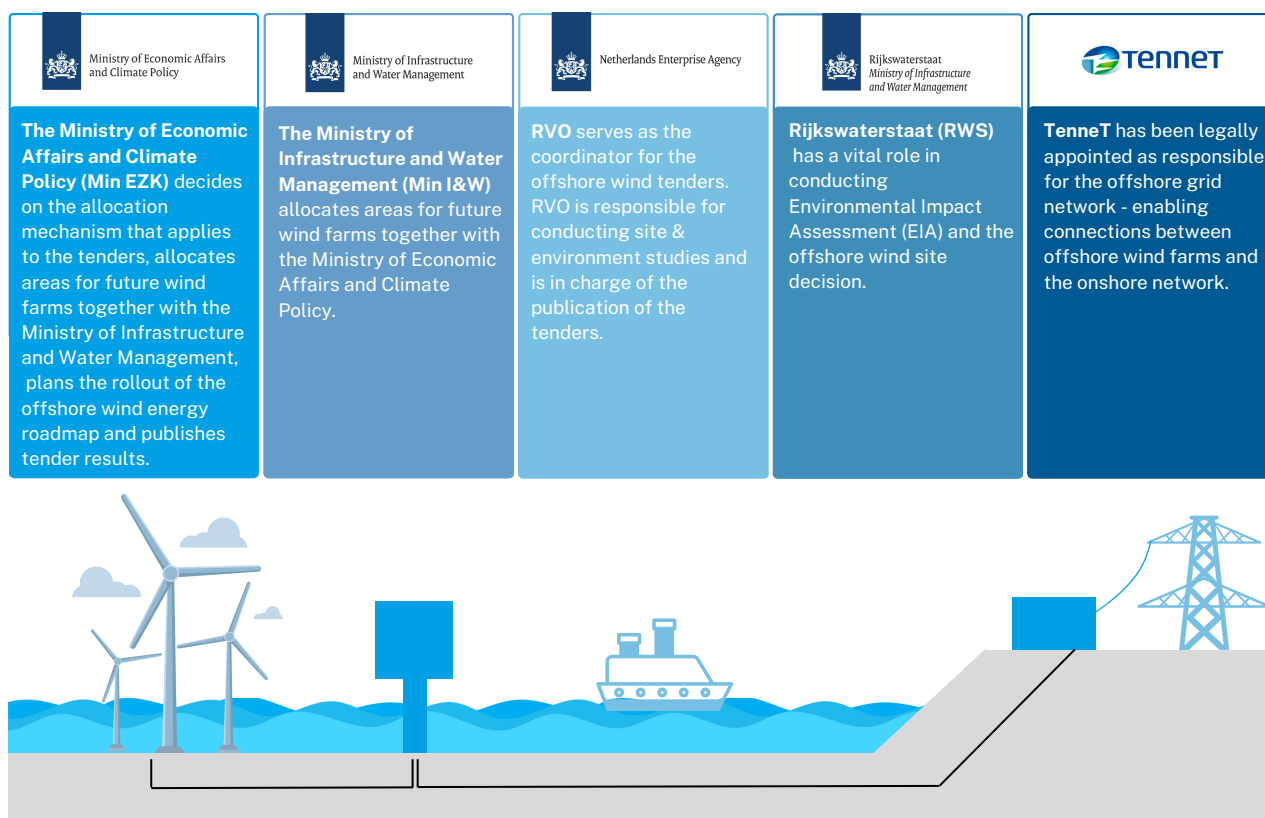 Ministry of Economic Affairs
and Climate Policy
The Ministry of Economic
Affairs and Climate
Policy (Min EZK) decides
on the allocation
mechanism that applies
to the tenders, allocates
areas for future wind
farms together with the
Ministry of Infrastructure
and Water Management,
plans the rollout of the
offshore wind energy
roadmap and publishes
tender results.
Ministry of Infrastructure
and Water Management
The Ministry of
Infrastructure and Water
Management (Min I&W)
allocates areas for future
wind farms together with
the Ministry of Economic
Affairs and Climate
Policy.
Netherlands Enterprise Agency
RVO serves as the
coordinator for the
offshore wind tenders.
RVO is responsible for
conducting site &
environment studies and
is in charge of the
publication of the
tenders.
Rijkswaterstaat
Ministry of Infrastructure
and Water Management
Rijkswaterstaat (RWS)
has a vital role in
conducting
Environmental Impact
Assessment (EIA) and the
offshore wind site
decision.
TenneT
TenneT has been legally
appointed as responsible
for the offshore grid
network - enabling
connections between
offshore wind farms and
the onshore network.